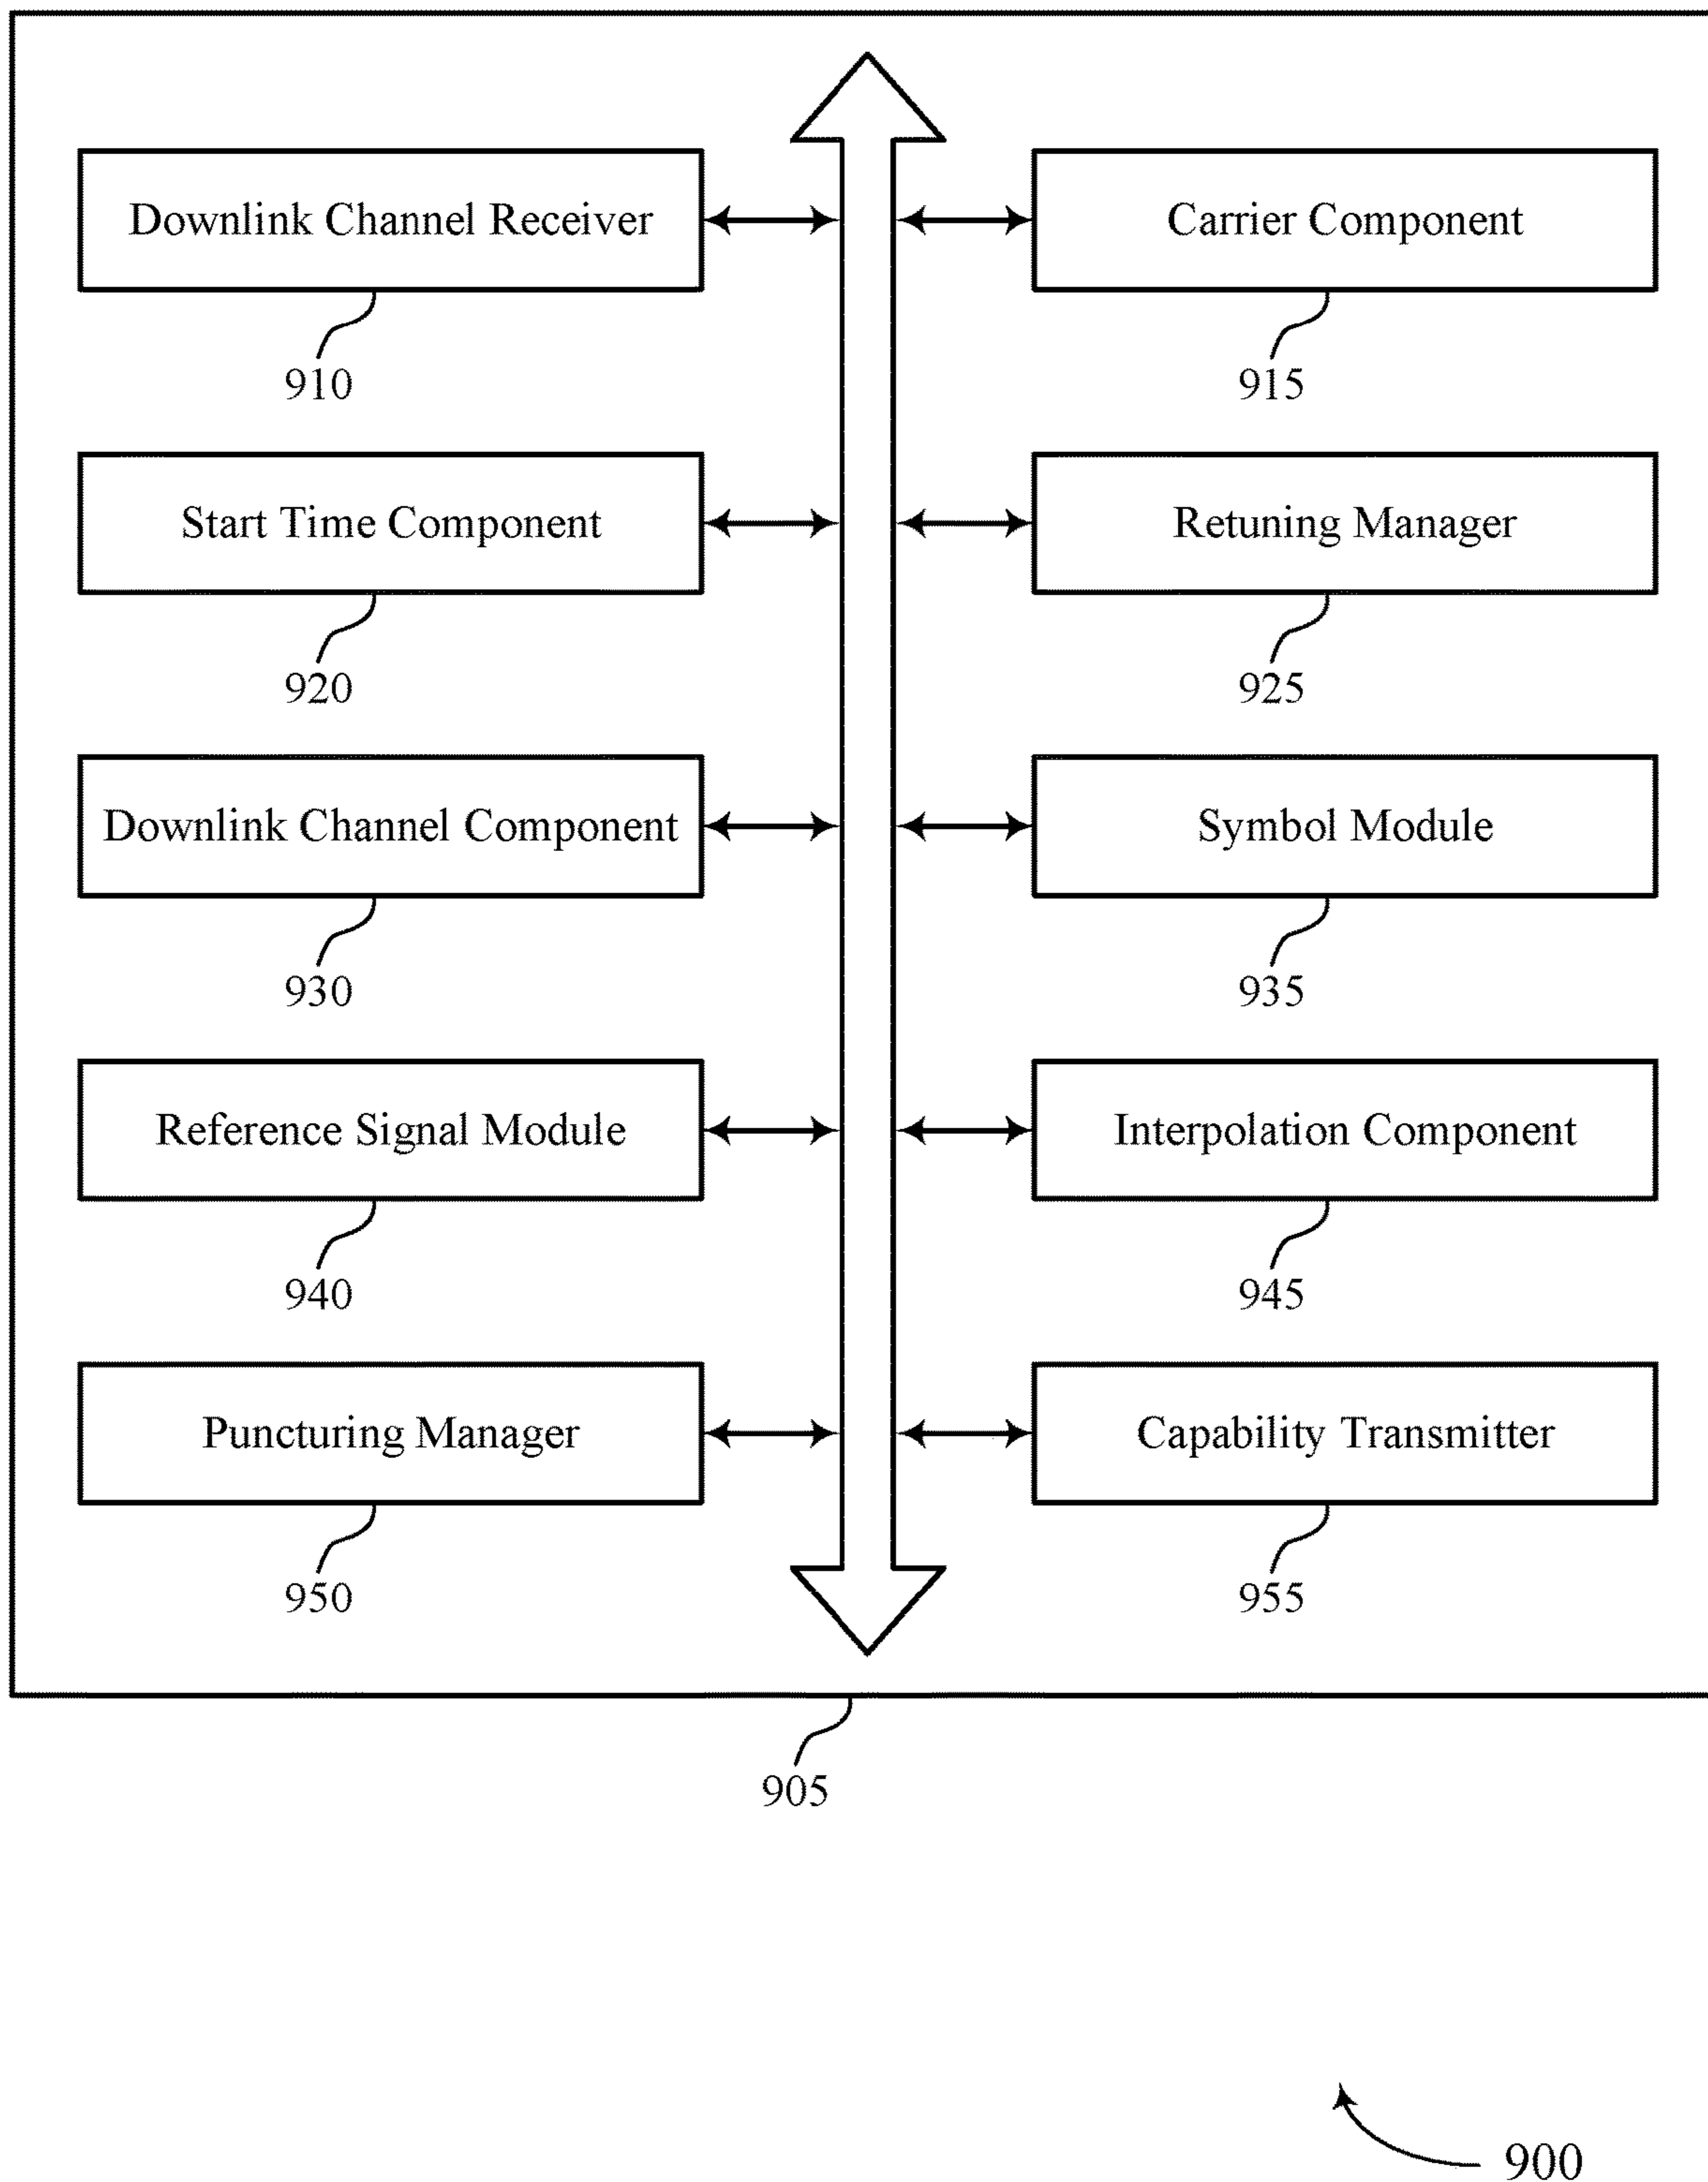 Downlink Channel Receiver
Carrier Component
910
915
Start Time Component
Retuning Manager
920
925
Downlink Channel Component
Symbol Module
930
935
Reference Signal Module
Interpolation Component
940
945
Puncturing Manager
Capability Transmitter
950
955
905
900